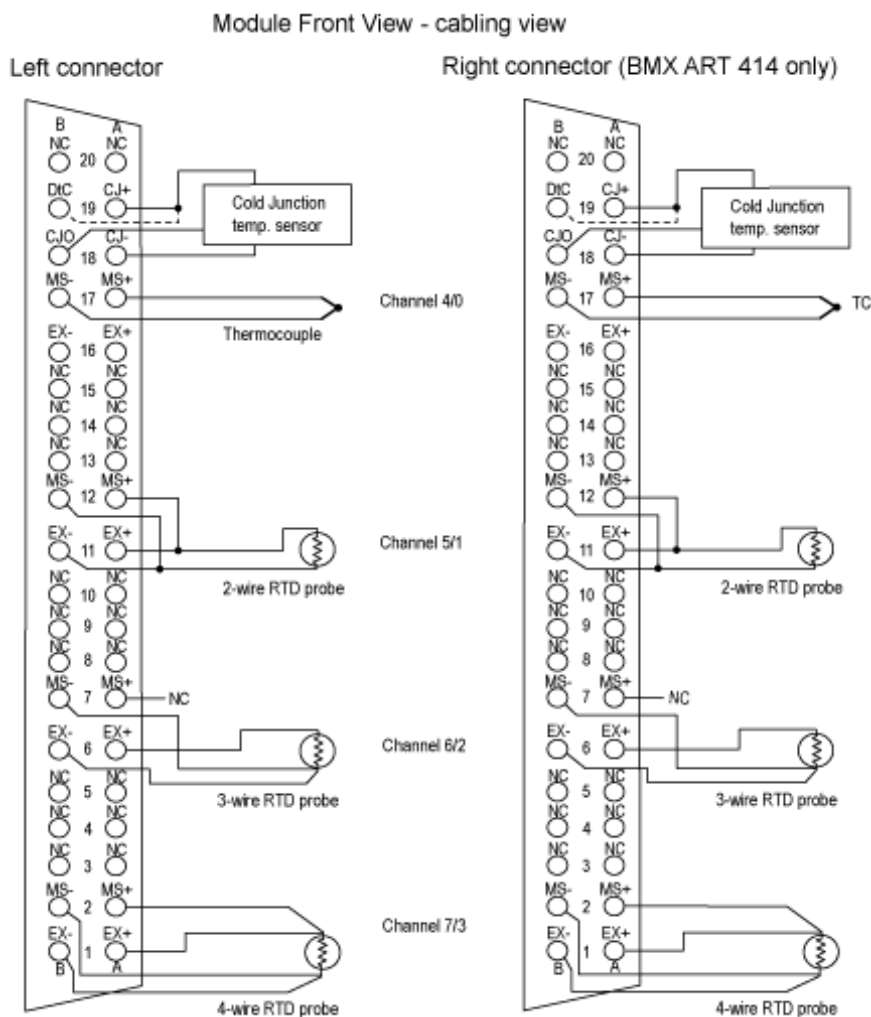 Module Front View - cabling view
Left connector
B A
NC NC
20
DtC CJ+
19
Cold Junction
temp. sensor
CJO CJ-
18
MS- MS+
17
Channel 4/0
Thermocouple
EX- EX+
16
NC NC
15
NC NC
14
NC NC
13
MS- MS+
12
EX- EX+
11
Channel 5/1
2-wire RTD probe
NC NC
10
NC NC
9
NC NC
8
MS- MS+
7
NC
EX- EX+
6
Channel 6/2
3-wire RTD probe
NC NC
5
NC NC
4
NC NC
3
MS- MS+
2
Channel 7/3
EX- EX+
1
B A
4-wire RTD probe
Right connector (BMX ART 414 only)
B A
NC NC
20
DtC CJ+
19
Cold Junction
temp. sensor
CJO CJ-
18
MS- MS+
17
TC
EX- EX+
16
NC NC
15
NC NC
14
NC NC
13
MS- MS+
12
EX- EX+
11
2-wire RTD probe
NC NC
10
NC NC
9
NC NC
8
MS- MS+
7
NC
EX- EX+
6
3-wire RTD probe
NC NC
5
NC NC
4
NC NC
3
MS- MS+
2
EX- EX+
1
B A
4-wire RTD probe